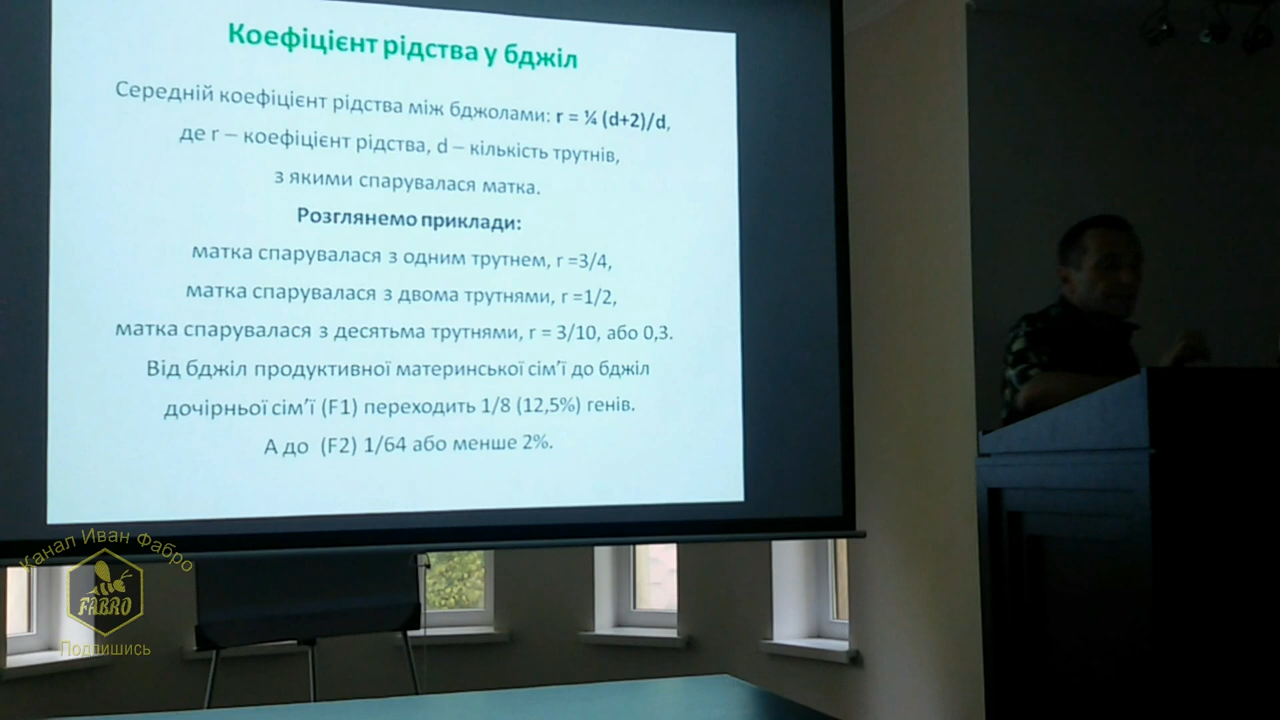 Коефіцієнт рідства у бджіл
Середній коефіцієнт рідства між бджолами: r = ¼ (d+2)/d,
де r – коефіцієнт рідства, d – кількість трутнів,
з якими спарувалася матка.
Розглянемо приклади:
матка спарувалася з одним трутнем, r =3/4,
матка спарувалася з двома трутнями, r =1/2,
матка спарувалася з десятьма трутнями, r = 3/10, або 0,3.
Від бджіл продуктивної материнської сім’ї до бджіл
дочірньої сім’ї (F1) переходить 1/8 (12,5%) генів.
А до (F2) 1/64 або менше 2%.
Канал Иван Фабро
FABRO
Подпишись